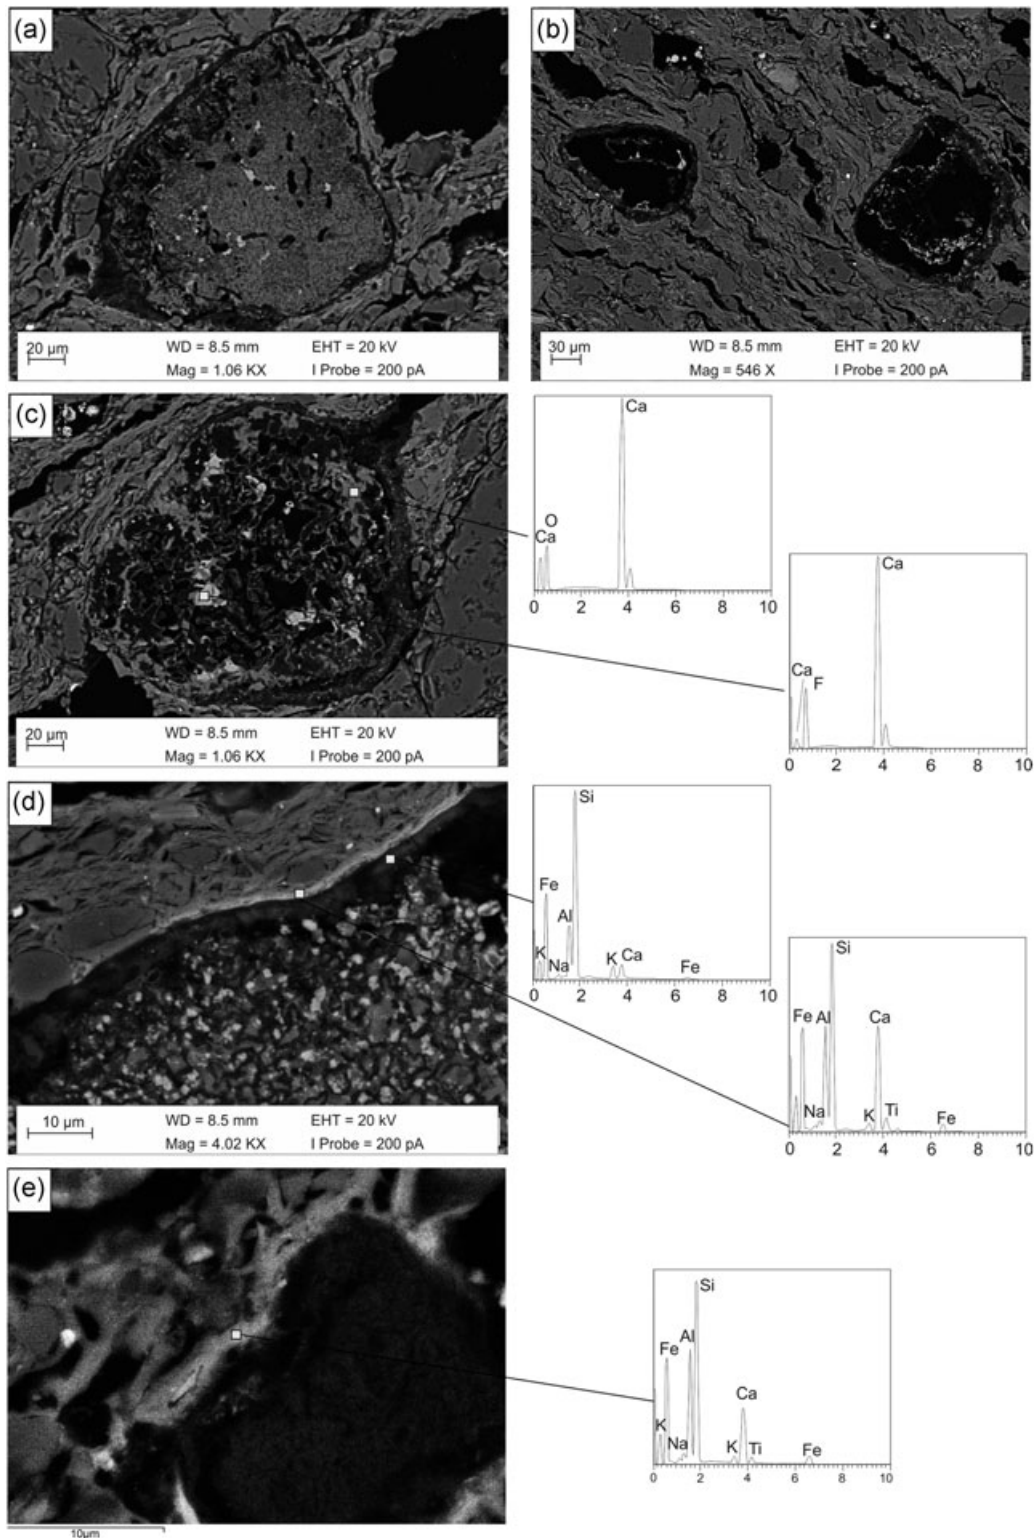 (a)
20 µm WD = 8.5 mm EHT = 20 kV
Mag = 1.06 KX I Probe = 200 pA
(b)
30 µm WD = 8.5 mm EHT = 20 kV
Mag = 546 X I Probe = 200 pA
(c)
20 µm WD = 8.5 mm EHT = 20 kV
Mag = 1.06 KX I Probe = 200 pA
Ca
O
Ca
0 2 4 6 8 10
Ca
Ca
F
0 2 4 6 8 10
(d)
10 µm WD = 8.5 mm EHT = 20 kV
Mag = 4.02 KX I Probe = 200 pA
Si
Fe
Al
K Na K Ca Fe
0 2 4 6 8 10
Si
Fe Al Ca
Na K Ti Fe
0 2 4 6 8 10
(e)
10µm
Si
Al
Fe
Ca
K
Na K Ti Fe
0 2 4 6 8 10